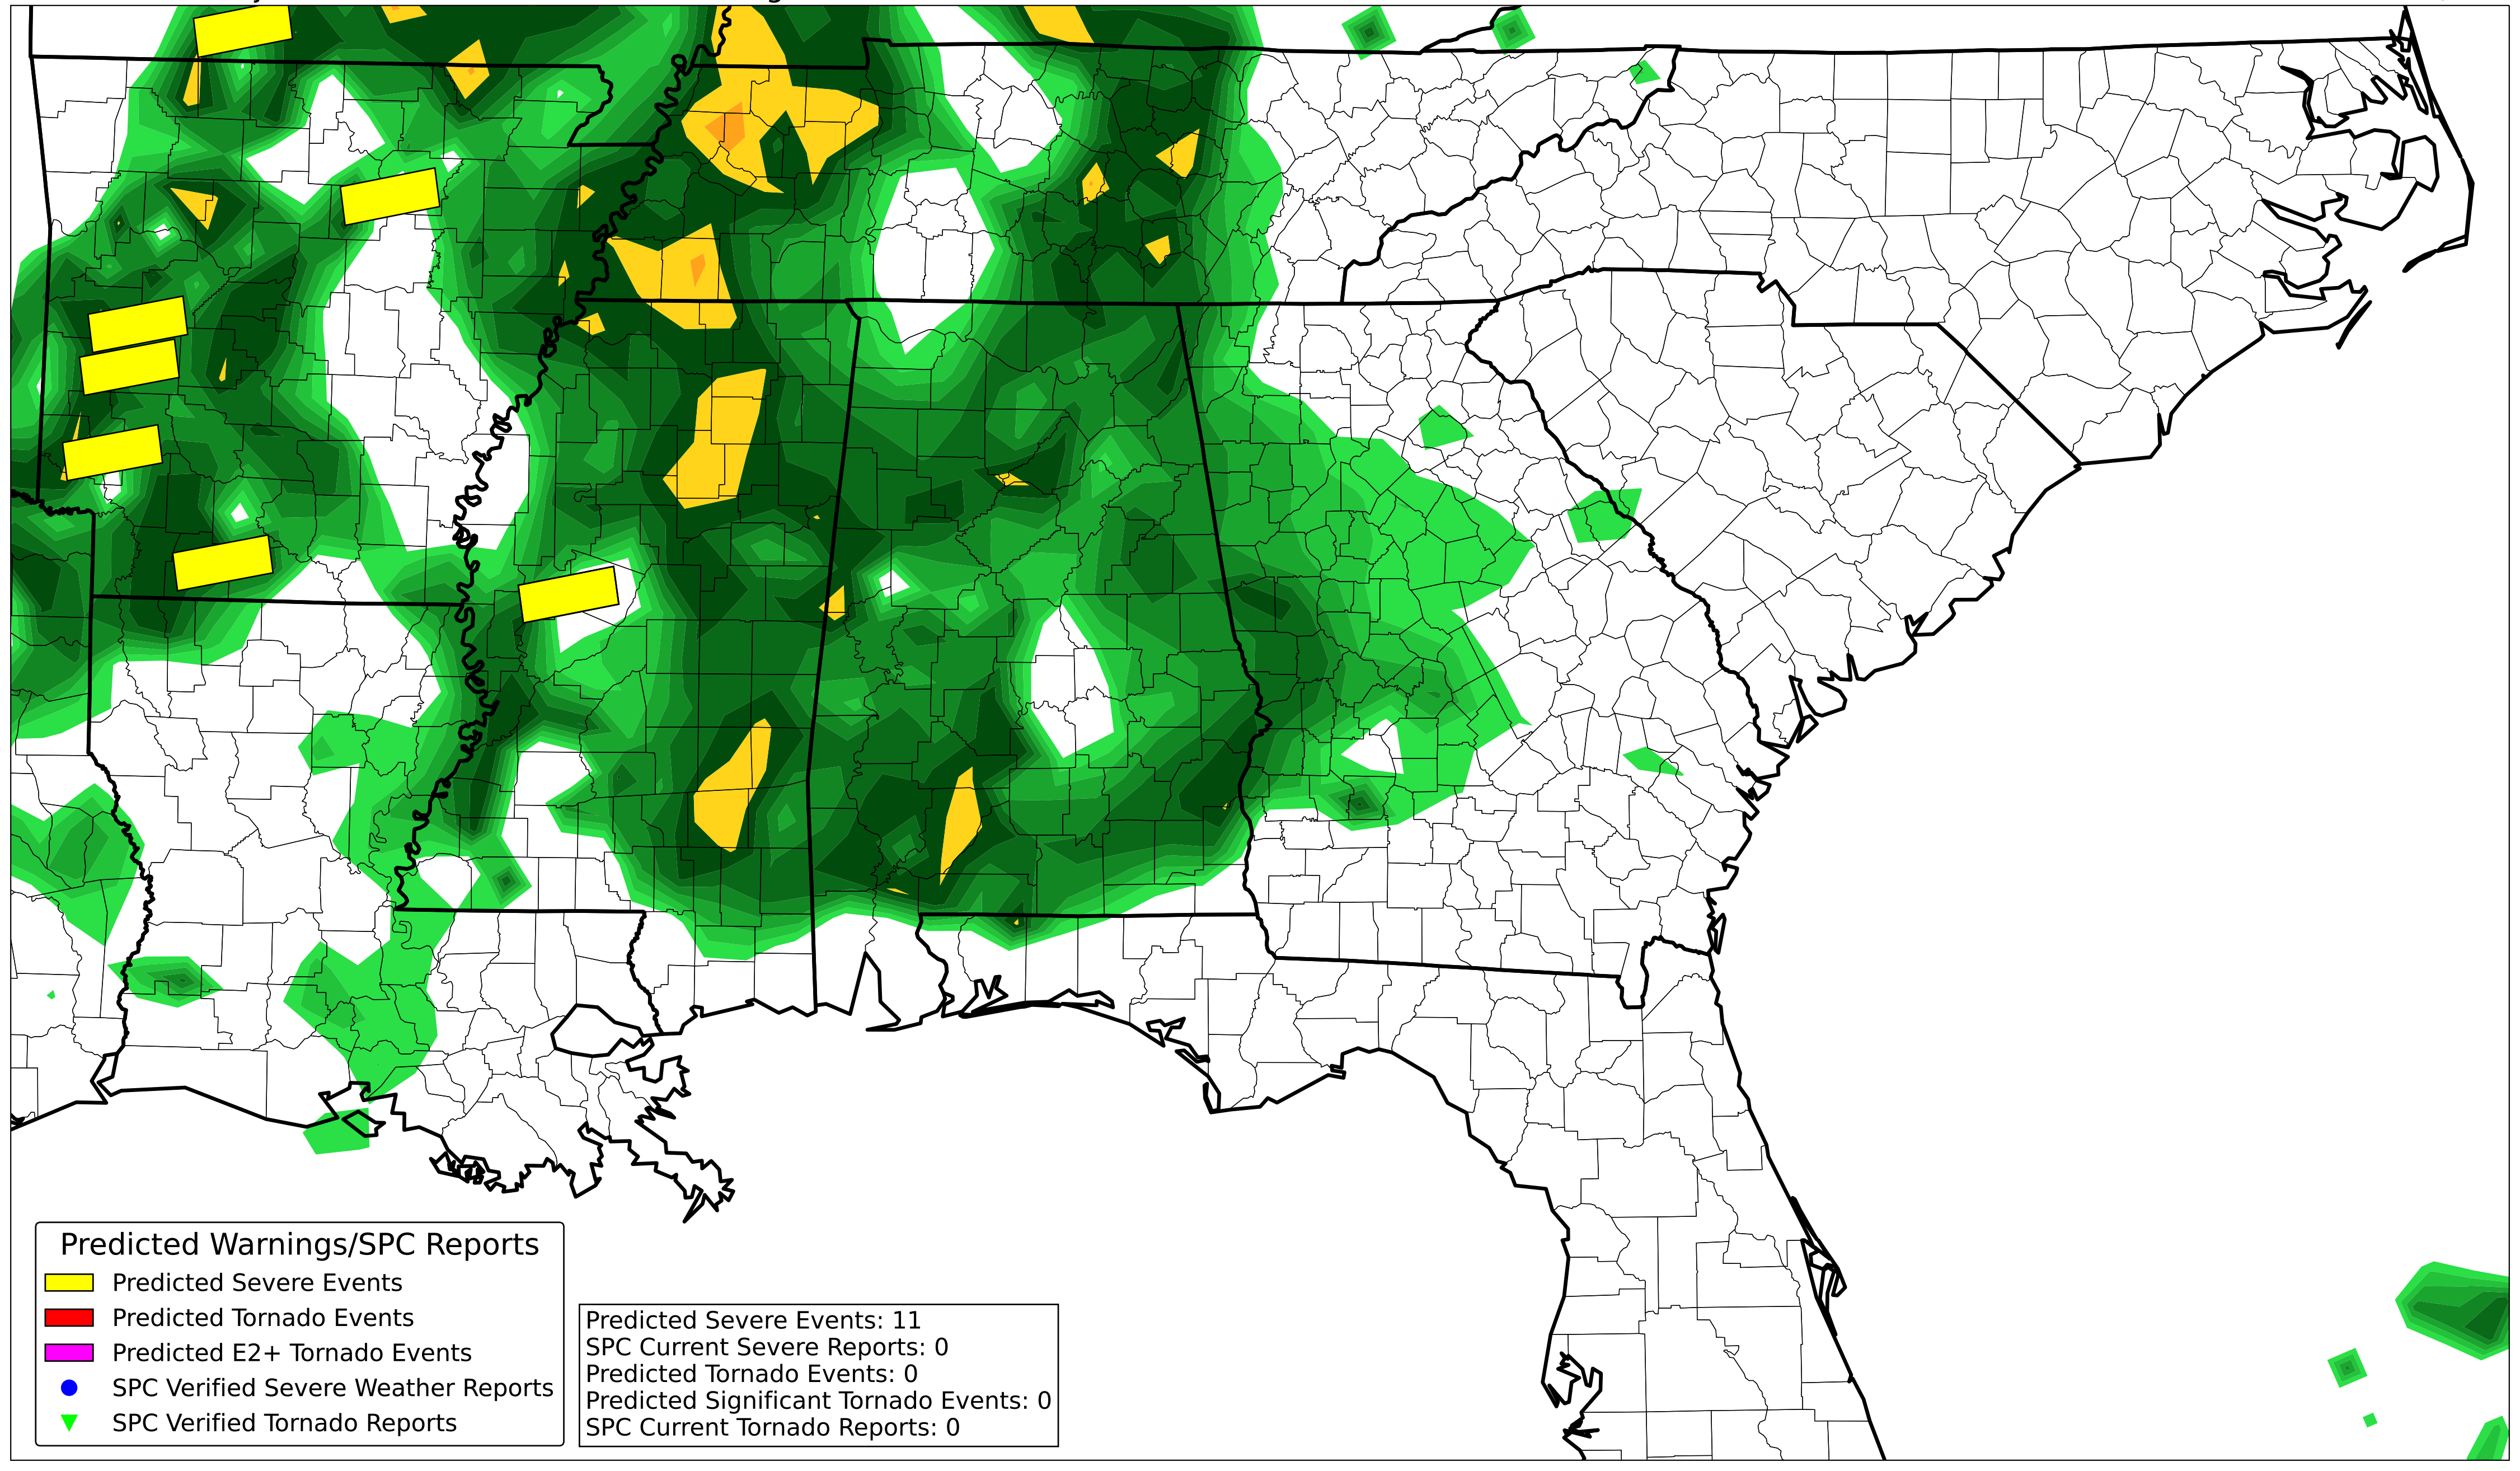 Predicted Warnings/SPC Reports
Predicted Severe Events
Predicted Tornado Events
Predicted E2+ Tornado Events
SPC Verified Severe Weather Reports
SPC Verified Tornado Reports
Predicted Severe Events: 11
SPC Current Severe Reports: 0
Predicted Tornado Events: 0
Predicted Significant Tornado Events: 0
SPC Current Tornado Reports: 0